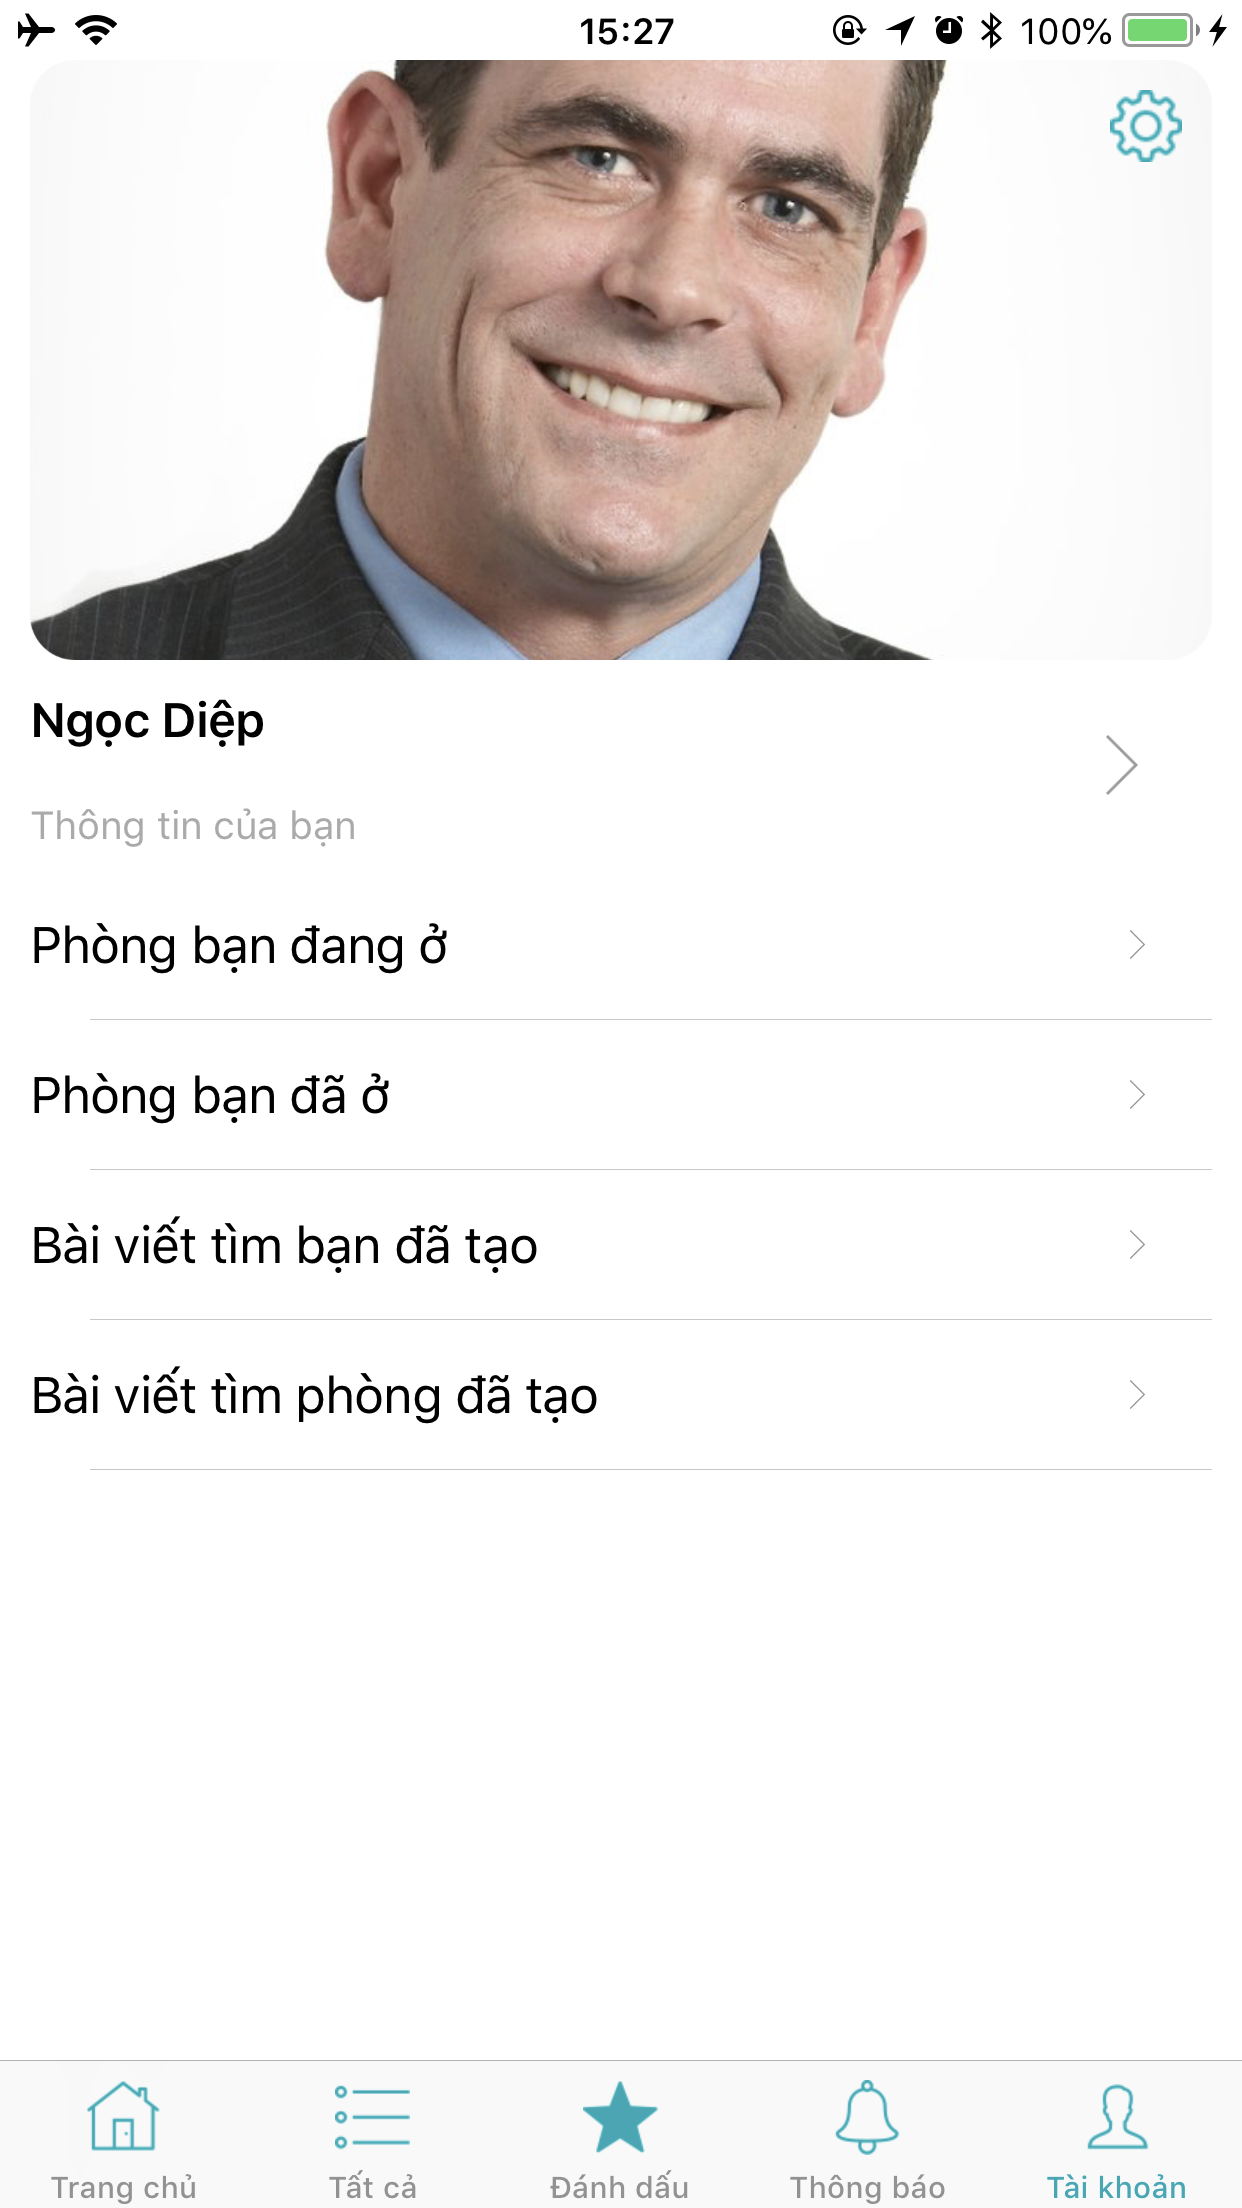 15:27
100%
Ngọc Diệp
Thông tin của bạn
Phòng bạn đang ở
Phòng bạn đã ở
Bài viết tìm bạn đã tạo
Bài viết tìm phòng đã tạo
Trang chủ
Tất cả
Đánh dấu
Thông báo
Tài khoản